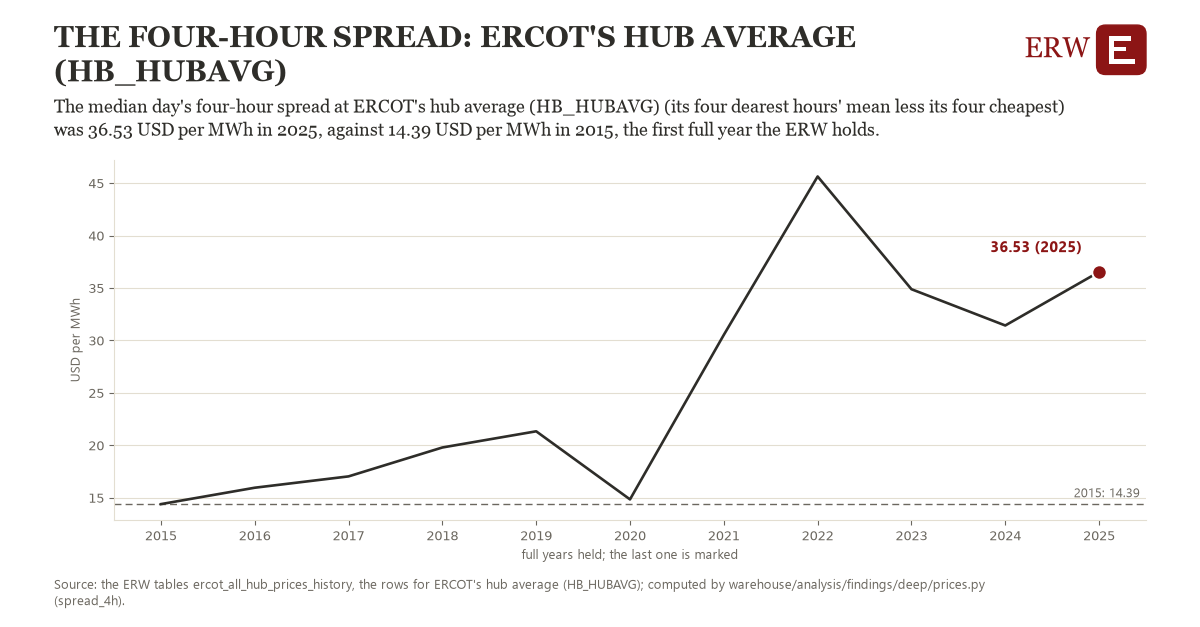 THE FOUR-HOUR SPREAD: ERCOT'S HUB AVERAGE
(HB_HUBAVG)
ERW E
The median day's four-hour spread at ERCOT's hub average (HB_HUBAVG) (its four dearest hours' mean less its four cheapest)
was 36.53 USD per MWh in 2025, against 14.39 USD per MWh in 2015, the first full year the ERW holds.
45
40
35
30
25
20
15
USD per MWh
36.53 (2025)
2015: 14.39
2015 2016 2017 2018 2019 2020 2021 2022 2023 2024 2025
full years held; the last one is marked
Source: the ERW tables ercot_all_hub_prices_history, the rows for ERCOT's hub average (HB_HUBAVG); computed by warehouse/analysis/findings/deep/prices.py
(spread_4h).